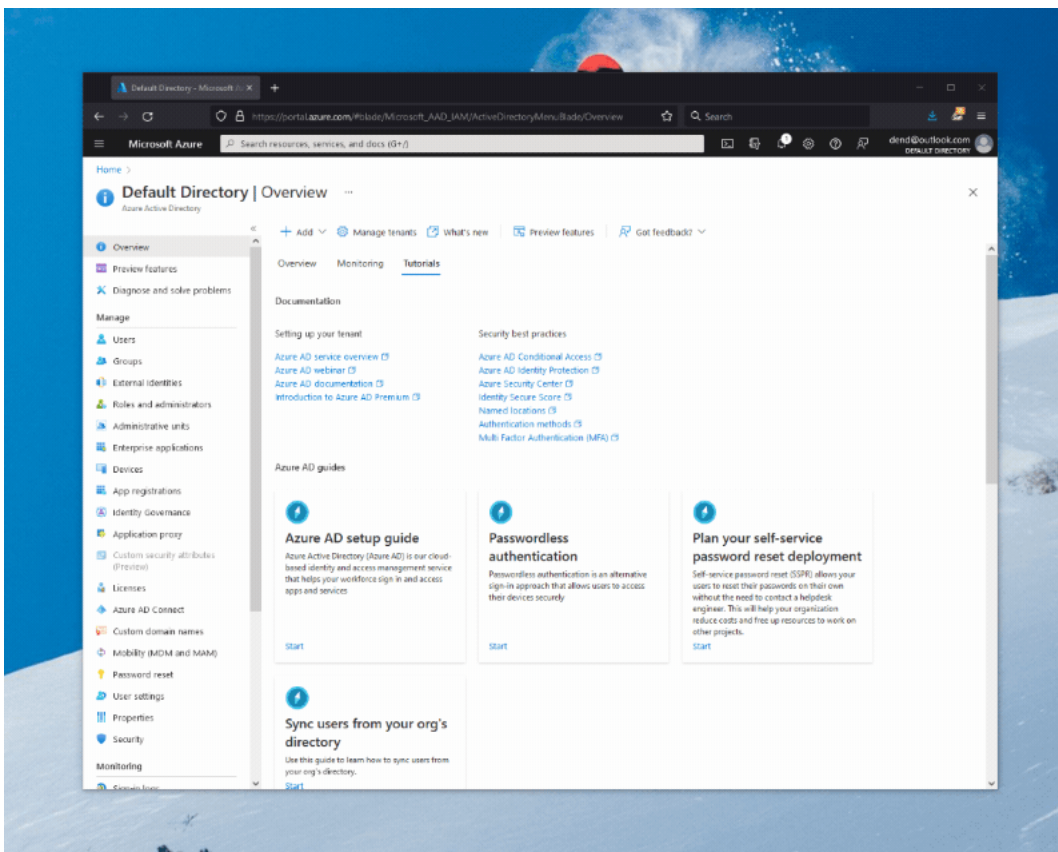 Default Directory - Microsoft Az
https://portal.azure.com/#blade/Microsoft_AAD_IAM/ActiveDirectoryMenuBlade/Overview
Search
Microsoft Azure
Search resources, services, and docs (G+/)
dend@outlook.com
DEFAULT DIRECTORY
Home >
Default Directory | Overview ...
Azure Active Directory
«
+ Add
Manage tenants
What's new
Preview features
Got feedback?
Overview
Preview features
Diagnose and solve problems
Manage
Users
Groups
External Identities
Roles and administrators
Administrative units
Enterprise applications
Devices
App registrations
Identity Governance
Application proxy
Custom security attributes
(Preview)
Licenses
Azure AD Connect
Custom domain names
Mobility (MDM and MAM)
Password reset
User settings
Properties
Security
Monitoring
Sign-in logs
Overview Monitoring Tutorials
Documentation
Setting up your tenant
Azure AD service overview
Azure AD webinar
Azure AD documentation
Introduction to Azure AD Premium
Security best practices
Azure AD Conditional Access
Azure AD Identity Protection
Azure Security Center
Identity Secure Score
Named locations
Authentication methods
Multi Factor Authentication (MFA)
Azure AD guides
Azure AD setup guide
Azure Active Directory (Azure AD) is our cloud-
based identity and access management service
that helps your workforce sign in and access
apps and services
Start
Passwordless
authentication
Passwordless authentication is an alternative
sign-in approach that allows users to access
their devices securely
Start
Plan your self-service
password reset deployment
Self-service password reset (SSPR) allows your
users to reset their passwords on their own
without the need to contact a helpdesk
engineer. This will help your organization
reduce costs and free up resources to work on
other projects.
Start
Sync users from your org's
directory
Use this guide to learn how to sync users from
your org's directory.
Start